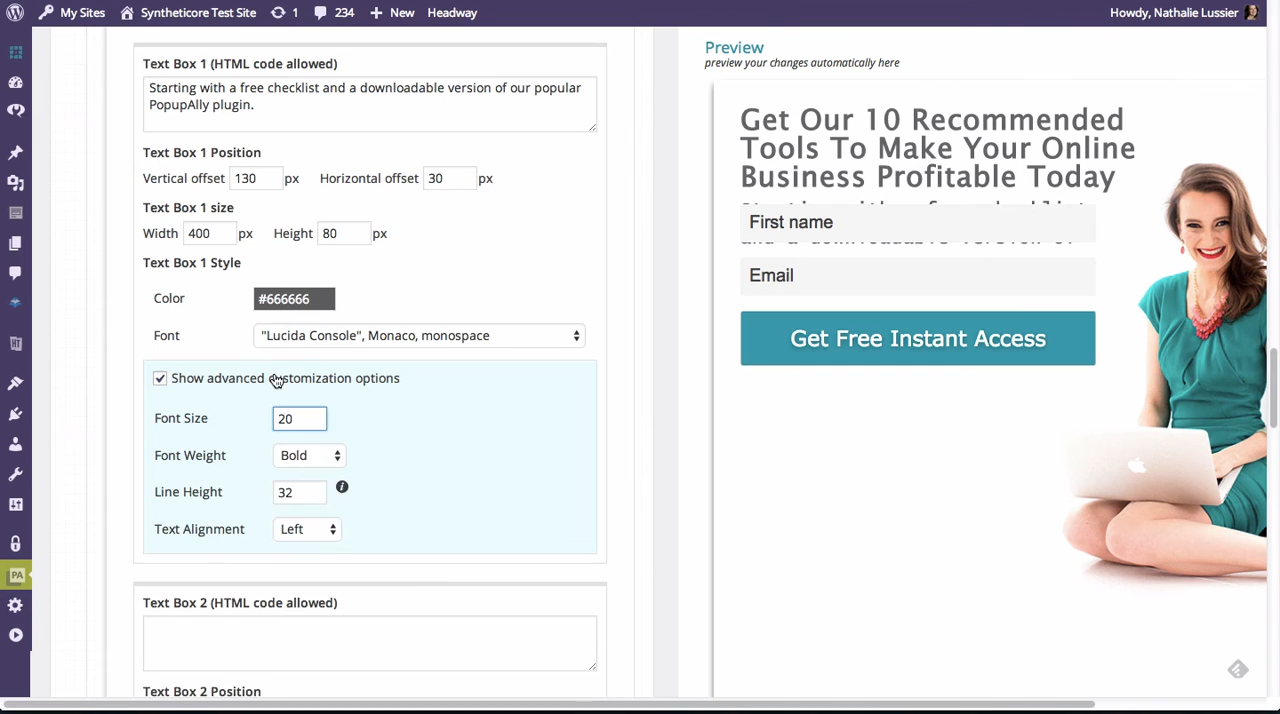 My Sites
Syntheticore Test Site
1
234
New
Headway
Howdy, Nathalie Lussier
Text Box 1 (HTML code allowed)
Starting with a free checklist and a downloadable version of our popular
PopupAlly plugin.
Text Box 1 Position
Vertical offset 130 px Horizontal offset 30 px
Text Box 1 size
Width 400 px Height 80 px
Text Box 1 Style
Color #666666
Font "Lucida Console", Monaco, monospace
Show advanced customization options
Font Size 20
Font Weight Bold
Line Height 32
Text Alignment Left
Text Box 2 (HTML code allowed)
Text Box 2 Position
PA
Preview
preview your changes automatically here
Get Our 10 Recommended
Tools To Make Your Online
Business Profitable Today
First name
and a downloadable version of
Email
Get Free Instant Access